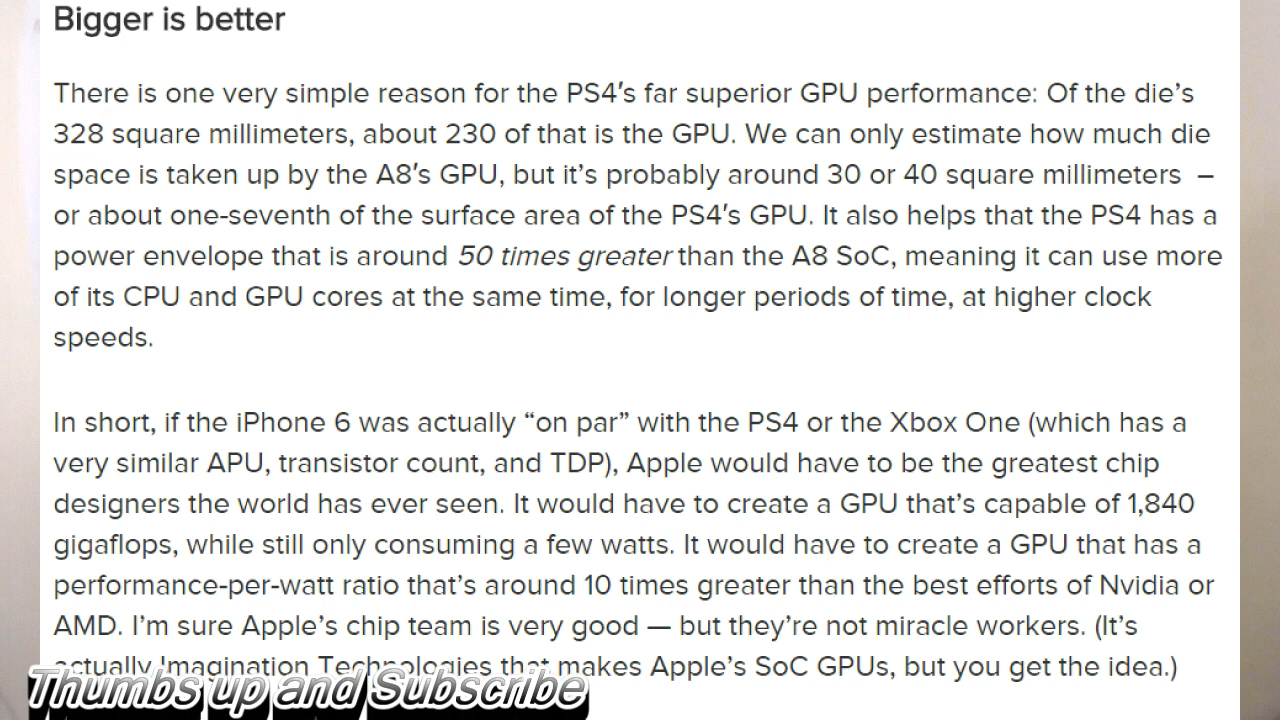 Bigger is better
There is one very simple reason for the PS4′s far superior GPU performance: Of the die’s
328 square millimeters, about 230 of that is the GPU. We can only estimate how much die
space is taken up by the A8′s GPU, but it’s probably around 30 or 40 square millimeters –
or about one-seventh of the surface area of the PS4′s GPU. It also helps that the PS4 has a
power envelope that is around 50 times greater than the A8 SoC, meaning it can use more
of its CPU and GPU cores at the same time, for longer periods of time, at higher clock
speeds.
In short, if the iPhone 6 was actually “on par” with the PS4 or the Xbox One (which has a
very similar APU, transistor count, and TDP), Apple would have to be the greatest chip
designers the world has ever seen. It would have to create a GPU that’s capable of 1,840
gigaflops, while still only consuming a few watts. It would have to create a GPU that has a
performance-per-watt ratio that’s around 10 times greater than the best efforts of Nvidia or
AMD. I’m sure Apple’s chip team is very good — but they’re not miracle workers. (It’s
actually Imagination Technologies that makes Apple’s SoC GPUs, but you get the idea.)
Thumbs up and Subscribe